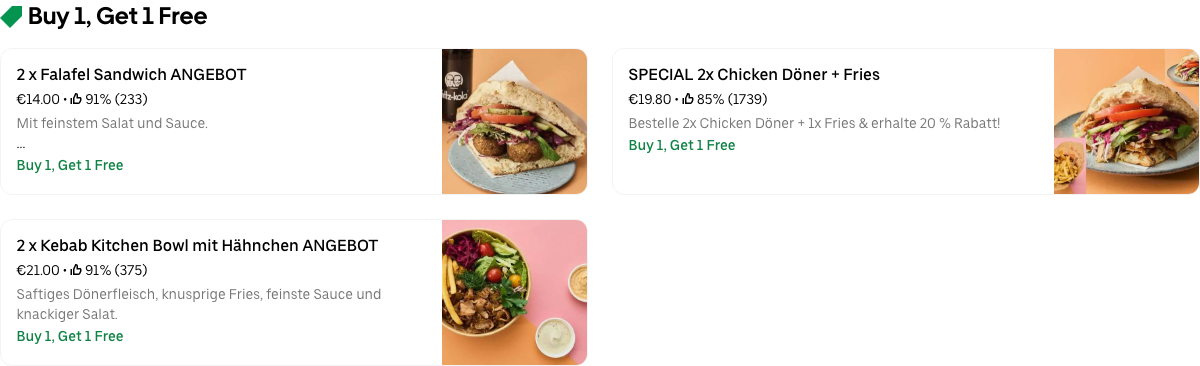 Buy 1, Get 1 Free
2 x Falafel Sandwich ANGEBOT
€14.00 • 91% (233)
Mit feinstem Salat und Sauce.
...
Buy 1, Get 1 Free
SPECIAL 2x Chicken Döner + Fries
€19.80 • 85% (1739)
Bestelle 2x Chicken Döner + 1x Fries & erhalte 20 % Rabatt!
Buy 1, Get 1 Free
2 x Kebab Kitchen Bowl mit Hähnchen ANGEBOT
€21.00 • 91% (375)
Saftiges Dönerfleisch, knusprige Fries, feinste Sauce und
knackiger Salat.
Buy 1, Get 1 Free